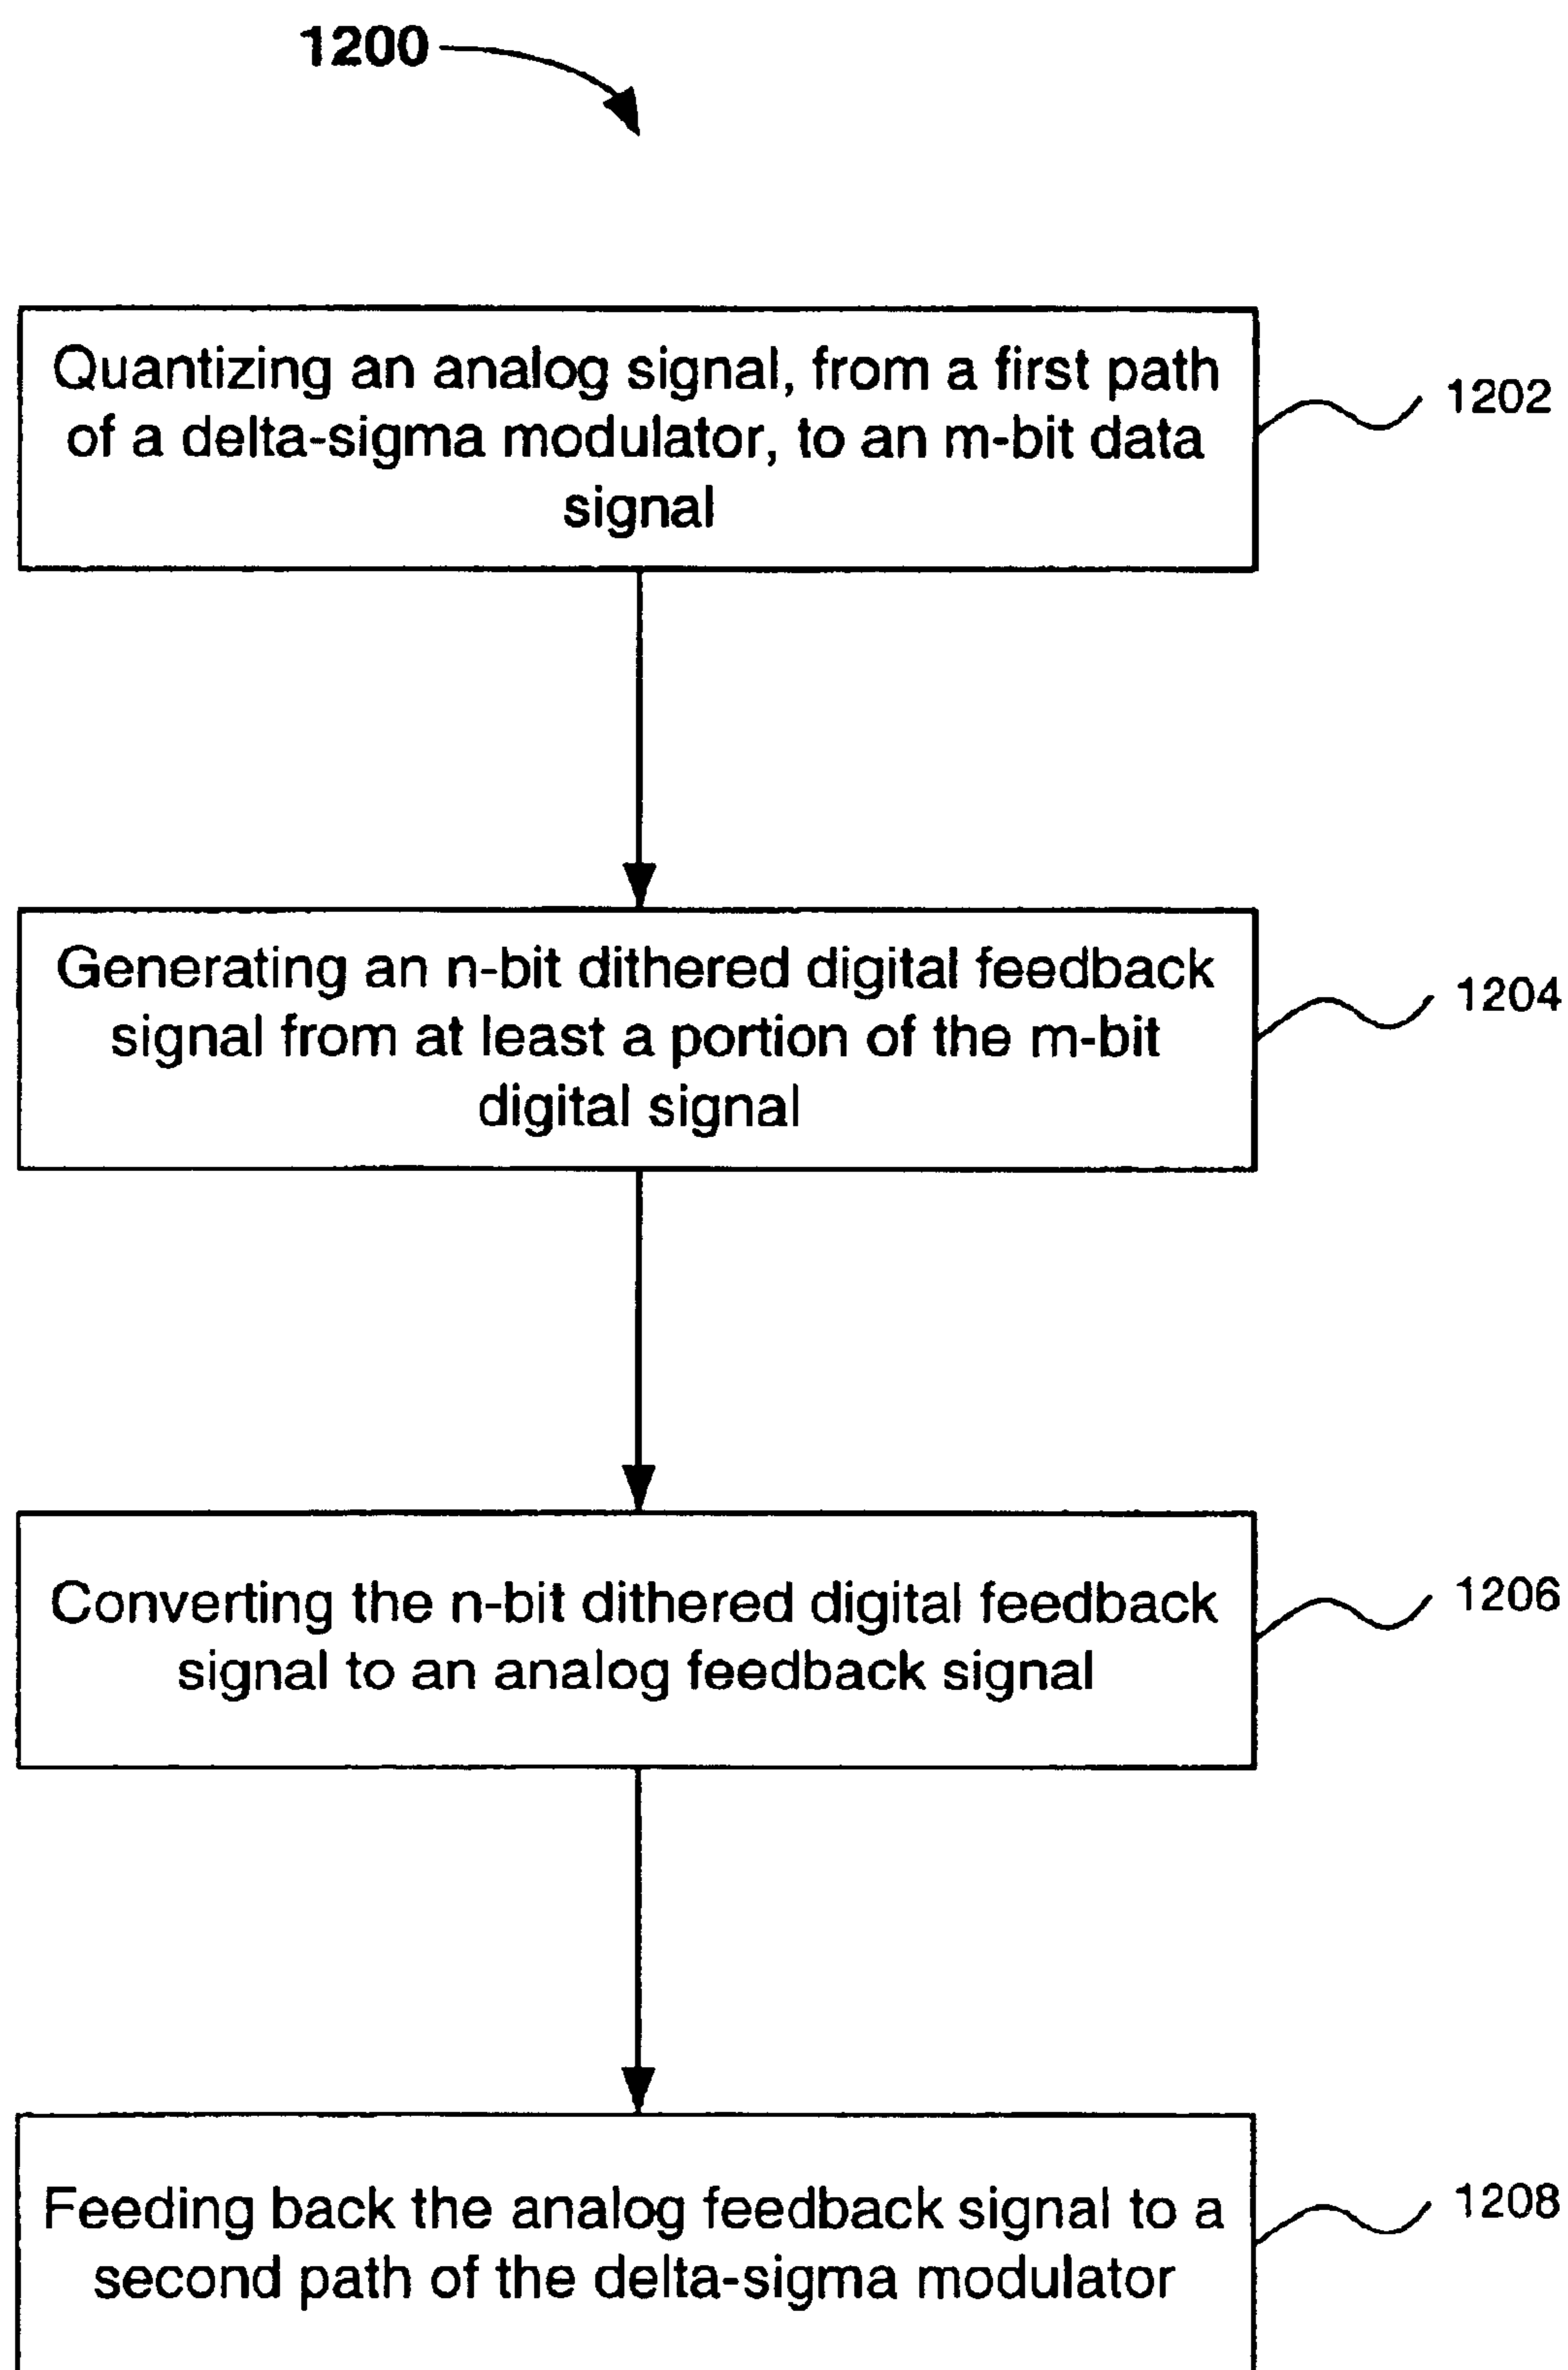 1200
Quantizing an analog signal, from a first path
of a delta-sigma modulator, to an m-bit data
signal
1202
Generating an n-bit dithered digital feedback
signal from at least a portion of the m-bit
digital signal
1204
Converting the n-bit dithered digital feedback
signal to an analog feedback signal
1206
Feeding back the analog feedback signal to a
second path of the delta-sigma modulator
1208